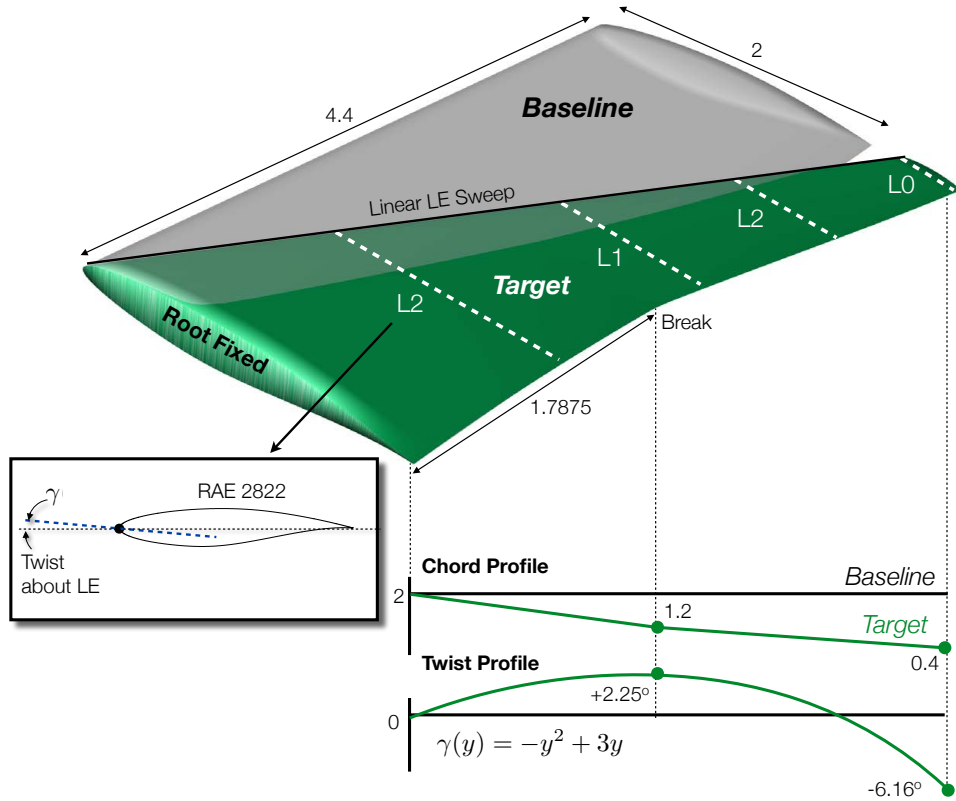 2
4.4
Baseline
Linear LE Sweep
L0
L2
L1
L2
Target
Root Fixed
Break
1.7875
γ
RAE 2822
Twist
about LE
Chord Profile
Baseline
2
1.2
Target
0.4
Twist Profile
+2.25º
0
γ(y) = −y² + 3y
-6.16º